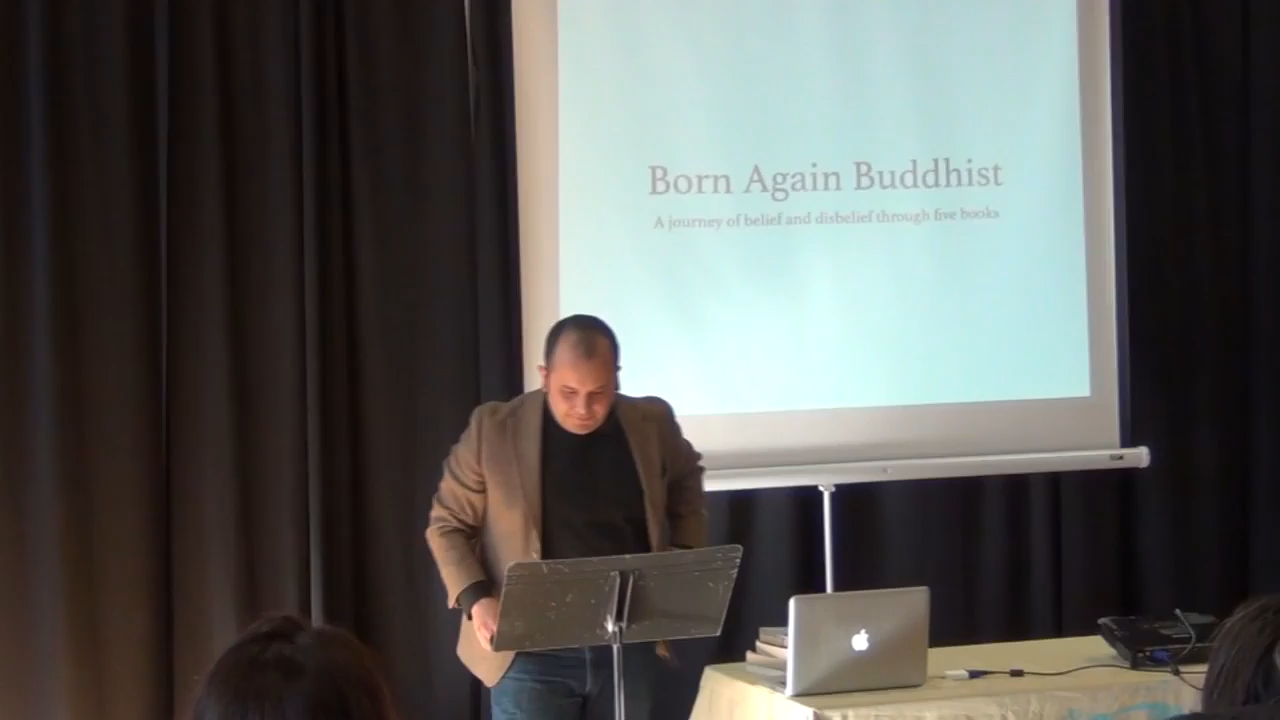 Born Again Buddhist
A journey of belief and disbelief through five books